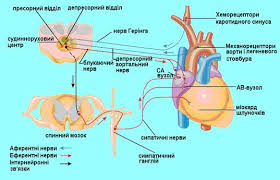 пресорний відділ
депресорний відділ
судинноруховий
центр
нерв Герінга
блукаючий
нерв
депресорний
аортальний
нерв
Хеморецептори
каротидного синуса
Механорецептори
аорти і легеневого
стовбура
СА
вузол
АВ-вузол
міокард
шлуночків
спинний мозок
сипатичні нерви
симпатичний
ганглій
Аферентні нерви
Еферентні нерви
Інтернейронні
зв'язки